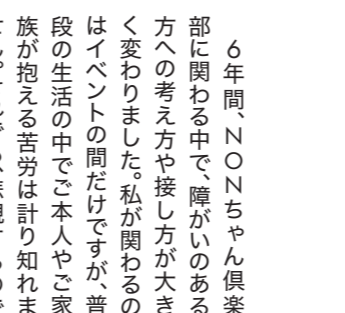 ６年間、ＮＯＮちゃん倶楽
部に関わる中で、障がいのある
方への考え方や接し方が大き
く変わりました。私が関わるの
はイベントの間だけですが、普
段の生活の中でご本人やご家
族が抱える苦労は計り知れま